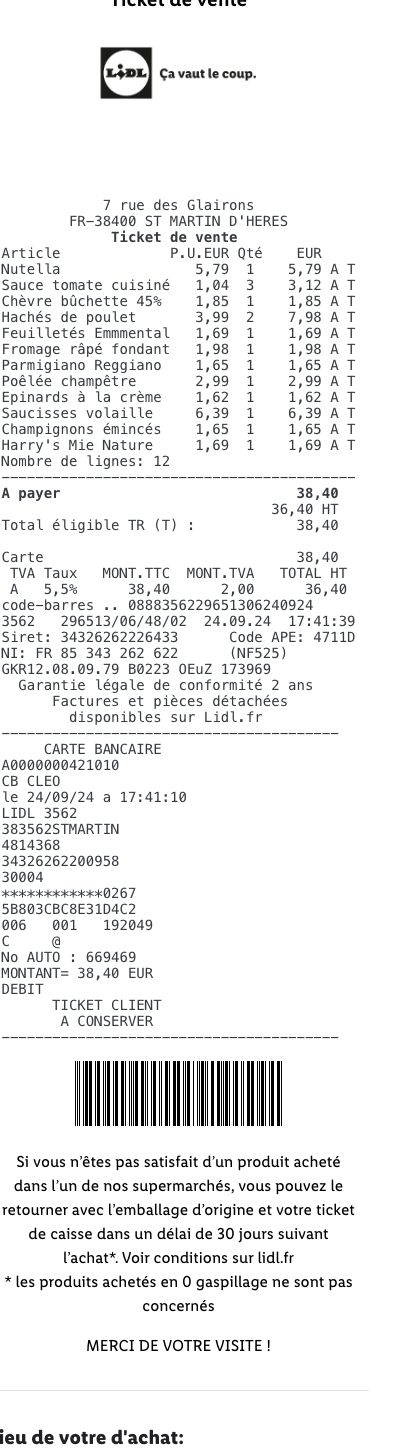 Ticket de vente
LIDL Ça vaut le coup.
7 rue des Glairons
FR-38400 ST MARTIN D'HERES
Ticket de vente
Article P.U.EUR Qté EUR
Nutella 5,79 1 5,79 A T
Sauce tomate cuisiné 1,04 3 3,12 A T
Chèvre bûchette 45% 1,85 1 1,85 A T
Hachés de poulet 3,99 2 7,98 A T
Feuilletés Emmmental 1,69 1 1,69 A T
Fromage râpé fondant 1,98 1 1,98 A T
Parmigiano Reggiano 1,65 1 1,65 A T
Poêlée champêtre 2,99 1 2,99 A T
Epinards à la crème 1,62 1 1,62 A T
Saucisses volaille 6,39 1 6,39 A T
Champignons émincés 1,65 1 1,65 A T
Harry's Mie Nature 1,69 1 1,69 A T
Nombre de lignes: 12
A payer 38,40
36,40 HT
Total éligible TR (T) : 38,40
Carte 38,40
TVA Taux MONT.TTC MONT.TVA TOTAL HT
A 5,5% 38,40 2,00 36,40
code-barres .. 0888356229651306240924
3562 296513/06/48/02 24.09.24 17:41:39
Siret: 34326262226433 Code APE: 4711D
NI: FR 85 343 262 622 (NF525)
GKR12.08.09.79 B0223 OEuZ 173969
Garantie légale de conformité 2 ans
Factures et pièces détachées
disponibles sur Lidl.fr
CARTE BANCAIRE
A0000000421010
CB CLEO
le 24/09/24 a 17:41:10
LIDL 3562
383562STMARTIN
4814368
34326262200958
30004
************0267
5B803CBC8E31D4C2
006 001 192049
C @
No AUTO : 669469
MONTANT= 38,40 EUR
DEBIT
TICKET CLIENT
A CONSERVER
Si vous n'êtes pas satisfait d'un produit acheté
dans l'un de nos supermarchés, vous pouvez le
retourner avec l'emballage d'origine et votre ticket
de caisse dans un délai de 30 jours suivant
l'achat*. Voir conditions sur lidl.fr
* les produits achetés en 0 gaspillage ne sont pas
concernés
MERCI DE VOTRE VISITE !
ieu de votre d'achat: